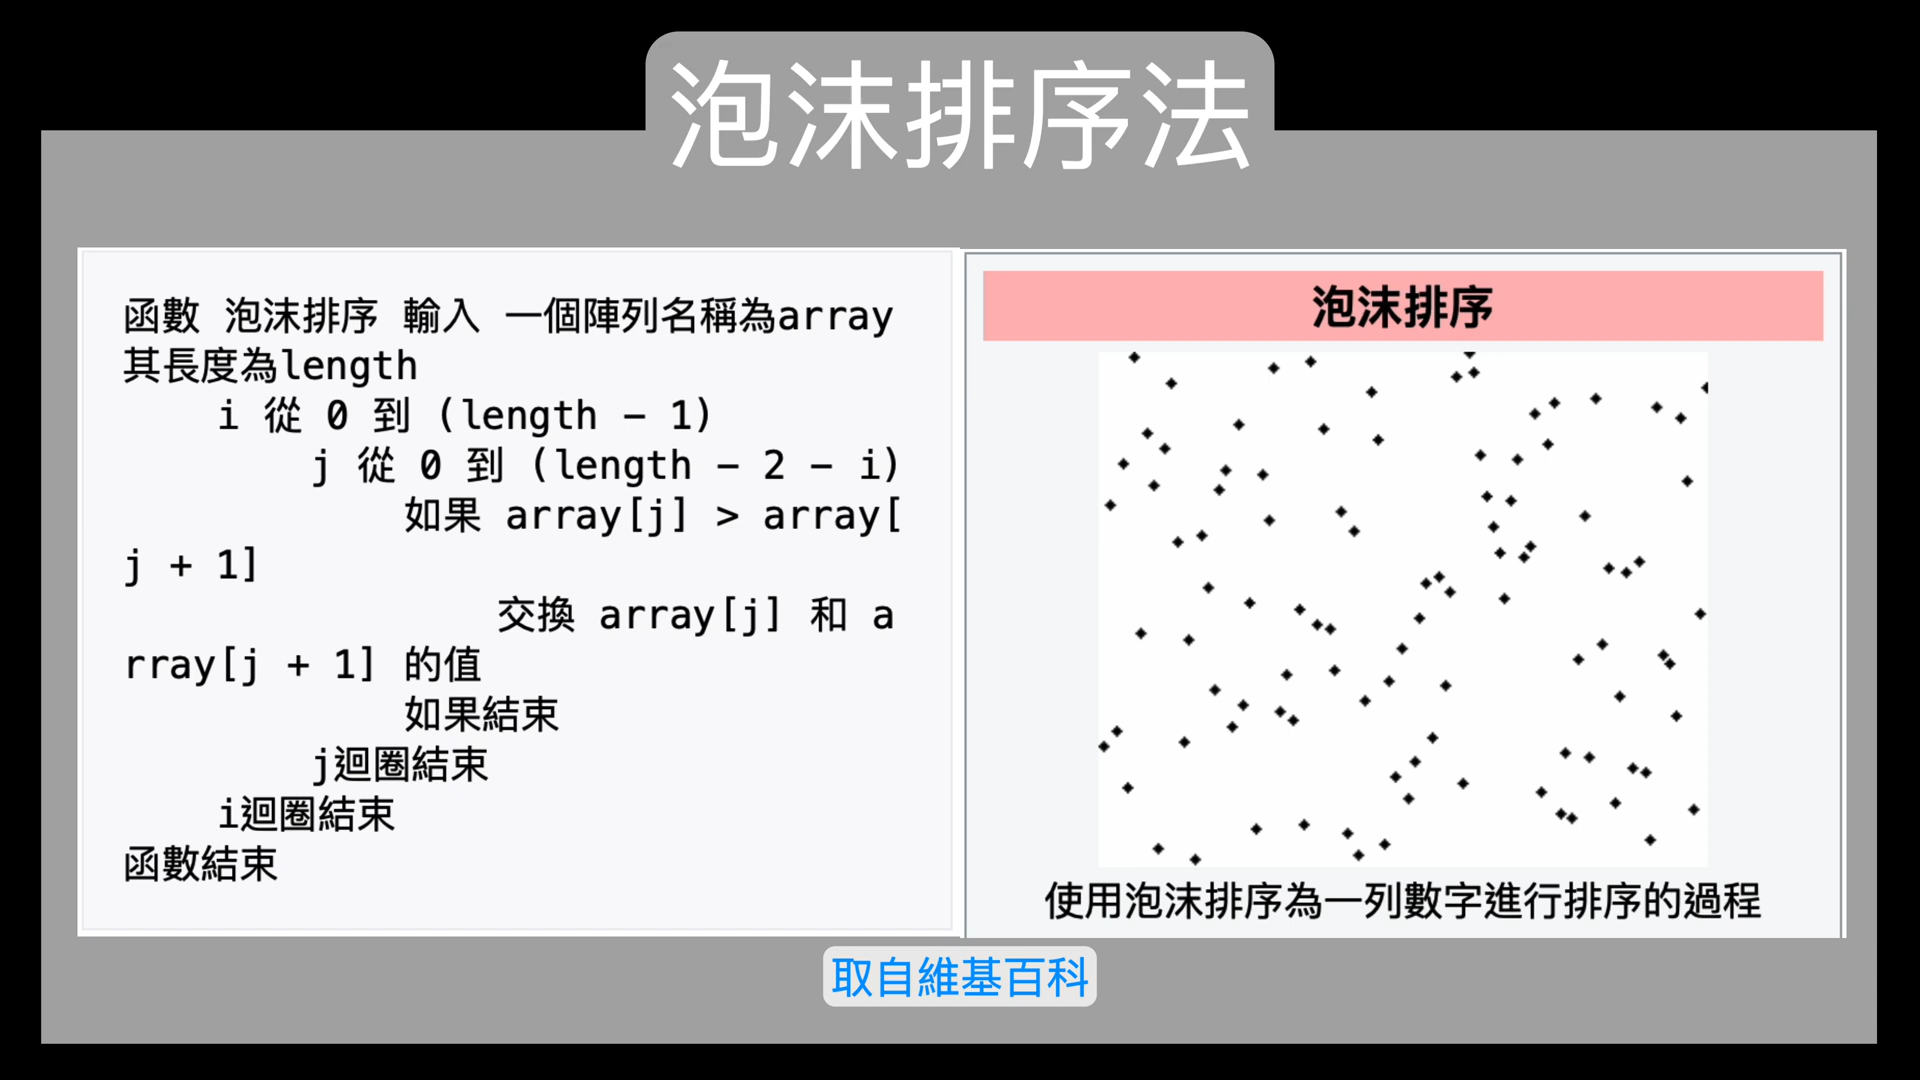 泡沫排序法
函數 泡沫排序 輸入 一個陣列名稱為array
其長度為length
i 從 0 到 (length - 1)
j 從 0 到 (length - 2 - i)
如果 array[j] > array[
j + 1]
交換 array[j] 和 a
rray[j + 1] 的值
如果結束
j迴圈結束
i迴圈結束
函數結束
泡沫排序
使用泡沫排序為一列數字進行排序的過程
取自維基百科